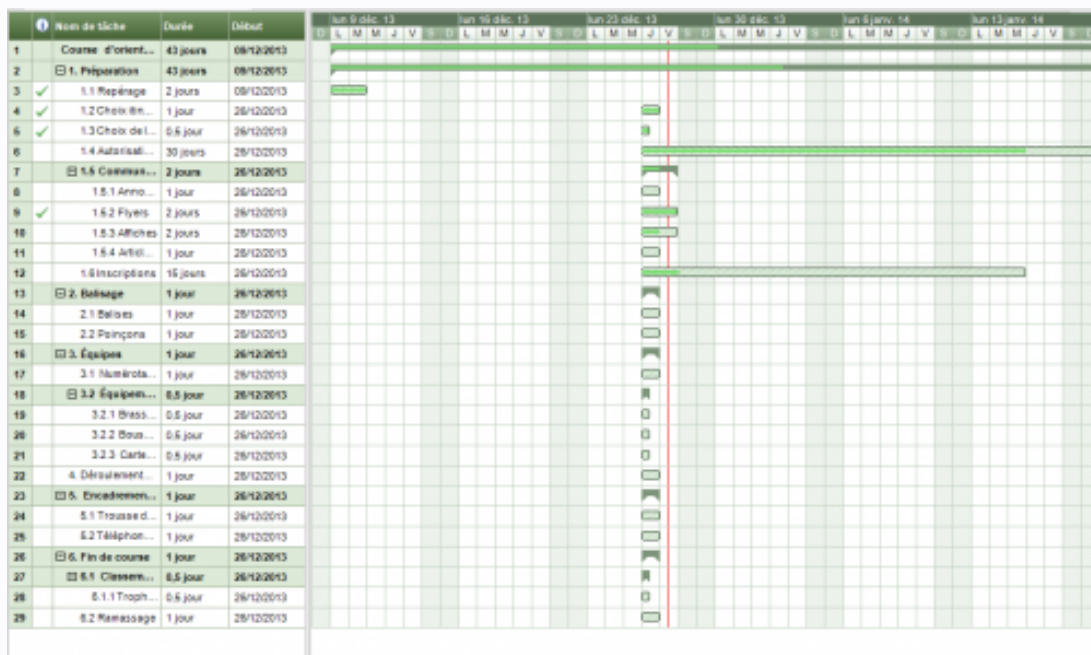 Nom de tâche Durée Début lun 9 déc. 13 lun 16 déc. 13 lun 23 déc. 13 lun 30 déc. 13 lun 6 janv. 14 lun 13 janv. 14
D L M M J V S D L M M J V S D L M M J V S D L M M J V S D L M M J V S D L M M J V S
1 Course d'orient... 43 jours 09/12/2013
2 1. Préparation 43 jours 09/12/2013
3 1.1 Repérage 2 jours 09/12/2013
4 1.2 Choix itin... 1 jour 26/12/2013
5 1.3 Choix de l... 0,5 jour 26/12/2013
6 1.4 Autorisati... 30 jours 26/12/2013
7 1.5 Commun... 2 jours 26/12/2013
8 1.5.1 Anno... 1 jour 26/12/2013
9 1.5.2 Flyers 2 jours 26/12/2013
10 1.5.3 Affiches 2 jours 26/12/2013
11 1.5.4 Articl... 1 jour 26/12/2013
12 1.6 Inscriptions 15 jours 26/12/2013
13 2. Balisage 1 jour 26/12/2013
14 2.1 Balises 1 jour 26/12/2013
15 2.2 Poinçons 1 jour 26/12/2013
16 3. Équipes 1 jour 26/12/2013
17 3.1 Numérota... 1 jour 26/12/2013
18 3.2 Équipem... 0,5 jour 26/12/2013
19 3.2.1 Brass... 0,5 jour 26/12/2013
20 3.2.2 Bous... 0,5 jour 26/12/2013
21 3.2.3 Carte... 0,5 jour 26/12/2013
22 4. Déroulement... 1 jour 26/12/2013
23 5. Encadremen... 1 jour 26/12/2013
24 5.1 Trousse d... 1 jour 26/12/2013
25 5.2 Téléphon... 1 jour 26/12/2013
26 6. Fin de course 1 jour 26/12/2013
27 6.1 Classem... 0,5 jour 26/12/2013
28 6.1.1 Troph... 0,5 jour 26/12/2013
29 6.2 Ramassage 1 jour 26/12/2013